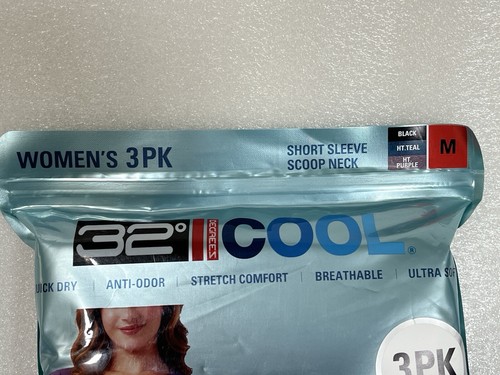 WOMEN'S 3PK
SHORT SLEEVE
SCOOP NECK
BLACK
HT.TEAL
HT.
PURPLE
M
32° DEGREES COOL®
DRY | ANTI-ODOR | STRETCH COMFORT | BREATHABLE | ULTRA
3PK